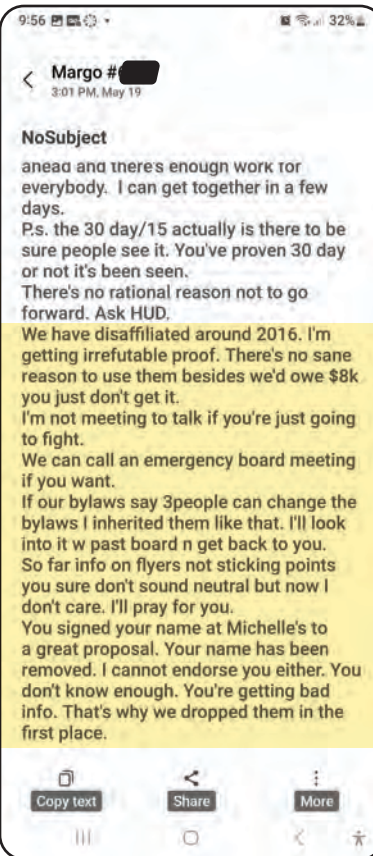 9:56
32%
Margo #
3:01 PM, May 19
NoSubject
ahead and there's enough work for
everybody.  I can get together in a few
days.
P.s. the 30 day/15 actually is there to be
sure people see it. You've proven 30 day
or not it's been seen.
There's no rational reason not to go
forward. Ask HUD.
We have disaffiliated around 2016. I'm
getting irrefutable proof. There's no sane
reason to use them besides we'd owe $8k
you just don't get it.
I'm not meeting to talk if you're just going
to fight.
We can call an emergency board meeting
if you want.
If our bylaws say 3people can change the
bylaws I inherited them like that. I'll look
into it w past board n get back to you.
So far info on flyers not sticking points
you sure don't sound neutral but now I
don't care. I'll pray for you.
You signed your name at Michelle's to
a great proposal. Your name has been
removed. I cannot endorse you either. You
don't know enough. You're getting bad
info. That's why we dropped them in the
first place.
Copy text
Share
More